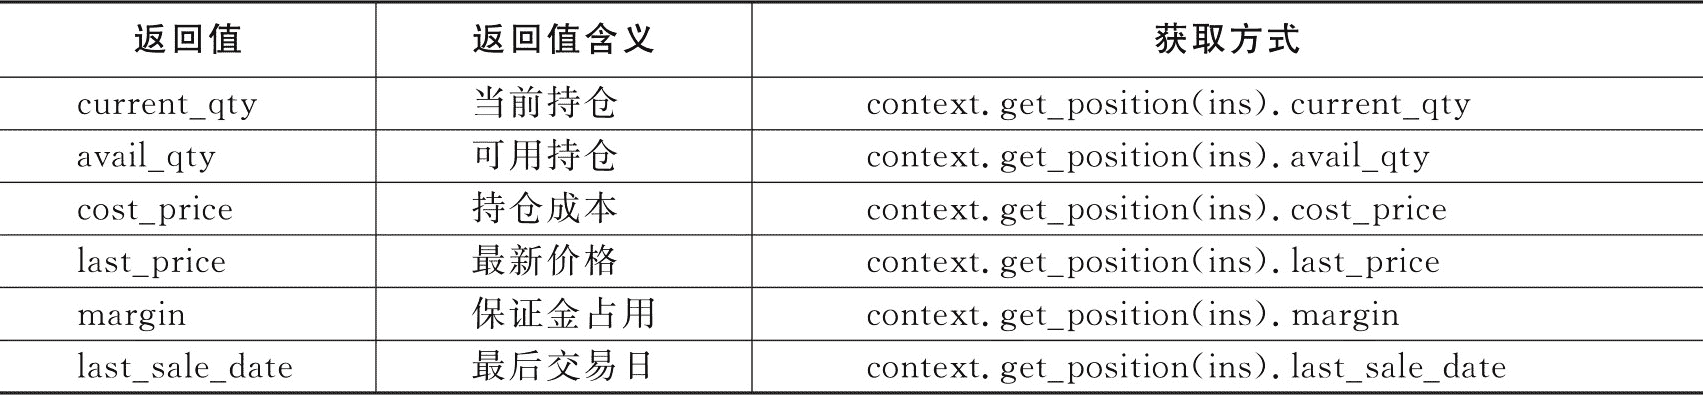 返回值 返回值含义 获取方式
current_qty 当前持仓 context.get_position(ins).current_qty
avail_qty 可用持仓 context.get_position(ins).avail_qty
cost_price 持仓成本 context.get_position(ins).cost_price
last_price 最新价格 context.get_position(ins).last_price
margin 保证金占用 context.get_position(ins).margin
last_sale_date 最后交易日 context.get_position(ins).last_sale_date